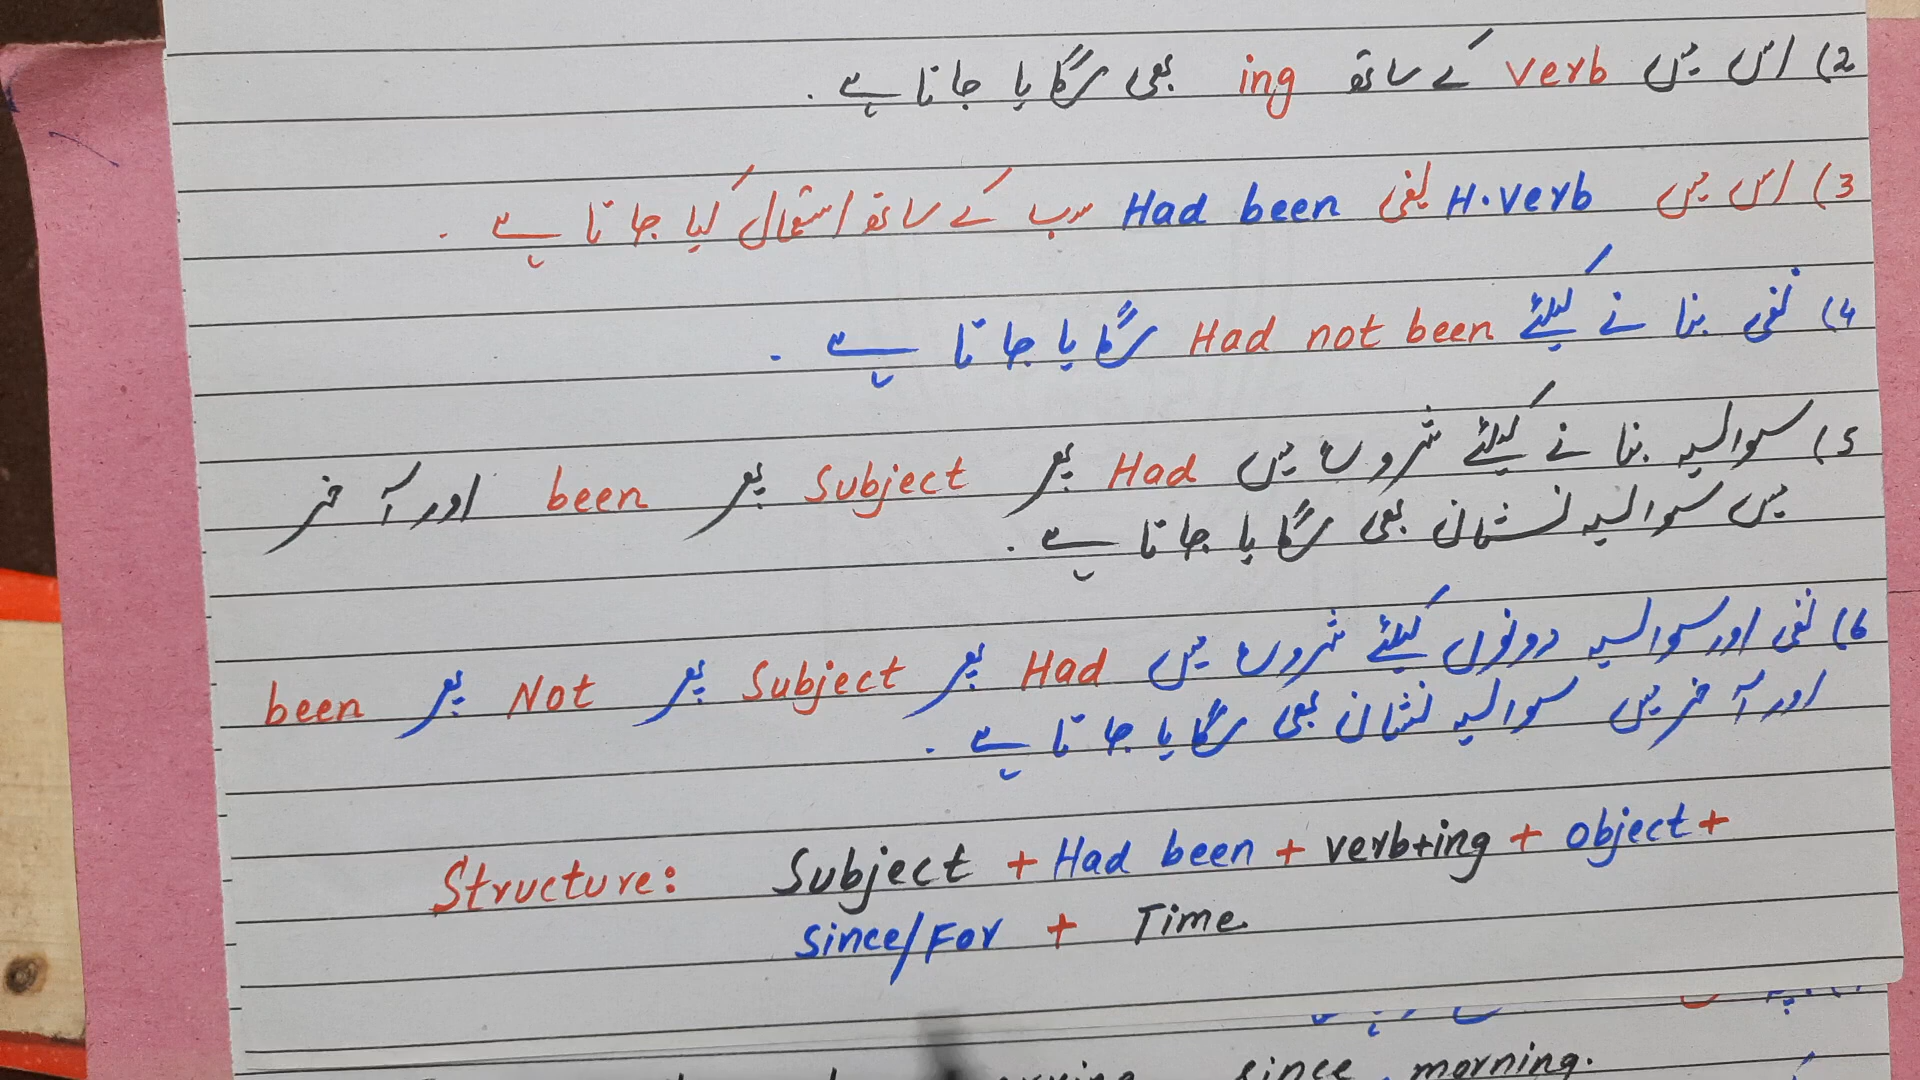 2) اس میں verb کے ساتھ ing بھی لگایا جاتا ہے۔
3) اس میں H.verb یعنی Had been سب کے ساتھ استمال کیا جاتا ہے۔
4) نفی بنانے کیلئے Had not been لگایا جاتا ہے۔
5) سوالیہ بنانے کیلئے شروع میں Had پھر Subject پھر been اور آخر
میں سوالیہ نشان بھی لگایا جاتا ہے۔
6) نفی اور سوالیہ دونوں کیلئے شروع میں Had پھر Subject پھر Not پھر been
اور آخر میں سوالیہ نشان بھی لگایا جاتا ہے۔
Structure: Subject + Had been + verb+ing + object +
Since/For + Time.
since morning.